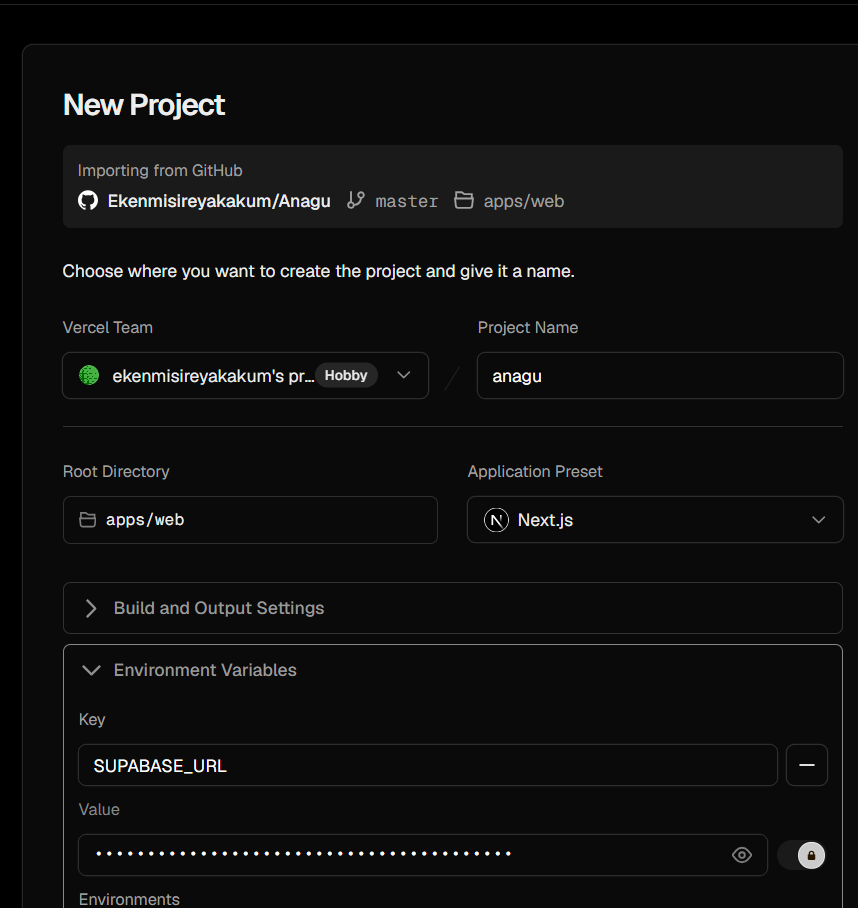 New Project
Importing from GitHub
Ekenmisireyakakum/Anagu master apps/web
Choose where you want to create the project and give it a name.
Vercel Team
Project Name
ekenmisireyakakum's pr... Hobby
anagu
Root Directory
Application Preset
apps/web
Next.js
Build and Output Settings
Environment Variables
Key
SUPABASE_URL
Value
Environments